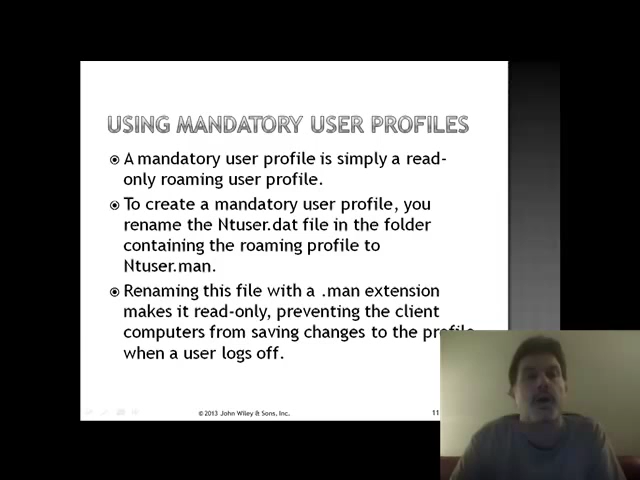 USING MANDATORY USER PROFILES
A mandatory user profile is simply a read-
only roaming user profile.
To create a mandatory user profile, you
rename the Ntuser.dat file in the folder
containing the roaming profile to
Ntuser.man.
Renaming this file with a .man extension
makes it read-only, preventing the client
computers from saving changes to the profile
when a user logs off.
© 2013 John Wiley & Sons, Inc.
11